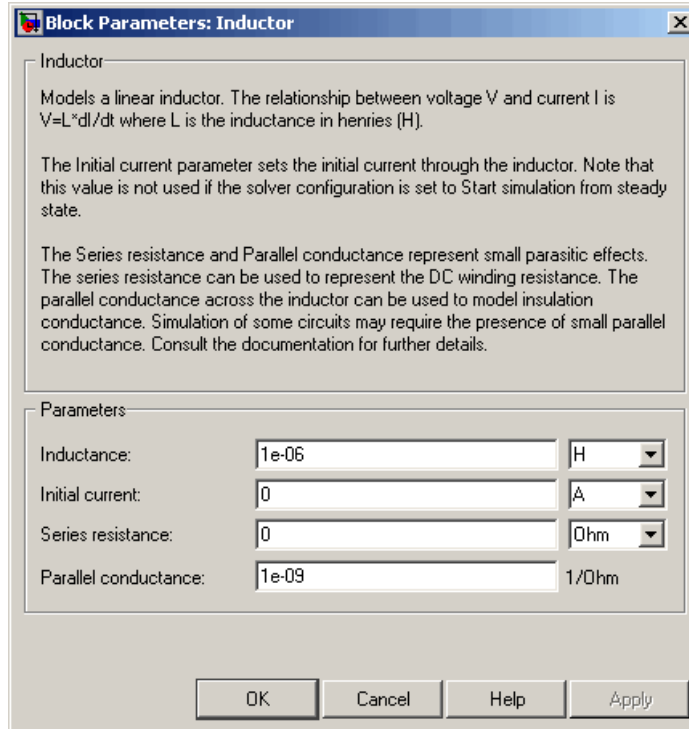 Block Parameters: Inductor
Inductor
Models a linear inductor. The relationship between voltage V and current I is
V=L*dI/dt where L is the inductance in henries (H).
The Initial current parameter sets the initial current through the inductor. Note that
this value is not used if the solver configuration is set to Start simulation from steady
state.
The Series resistance and Parallel conductance represent small parasitic effects.
The series resistance can be used to represent the DC winding resistance. The
parallel conductance across the inductor can be used to model insulation
conductance. Simulation of some circuits may require the presence of small parallel
conductance. Consult the documentation for further details.
Parameters
Inductance: 1e-06 H
Initial current: 0 A
Series resistance: 0 Ohm
Parallel conductance: 1e-09 1/Ohm
OK Cancel Help Apply